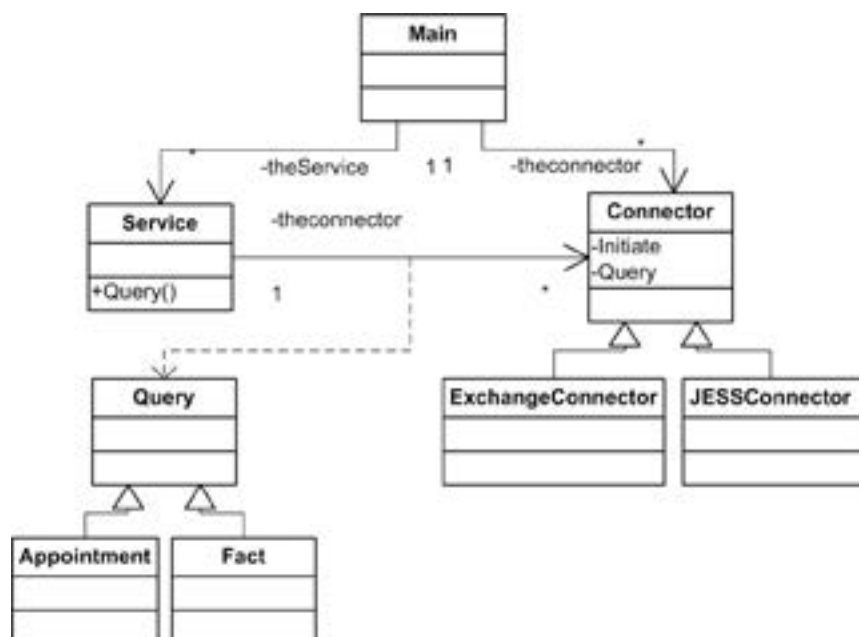 Main
*
*
-theService
1 1
-theconnector
Service
-theconnector
Connector
-Initiate
-Query
+Query()
1
*
Query
ExchangeConnector
JESSConnector
Appointment
Fact